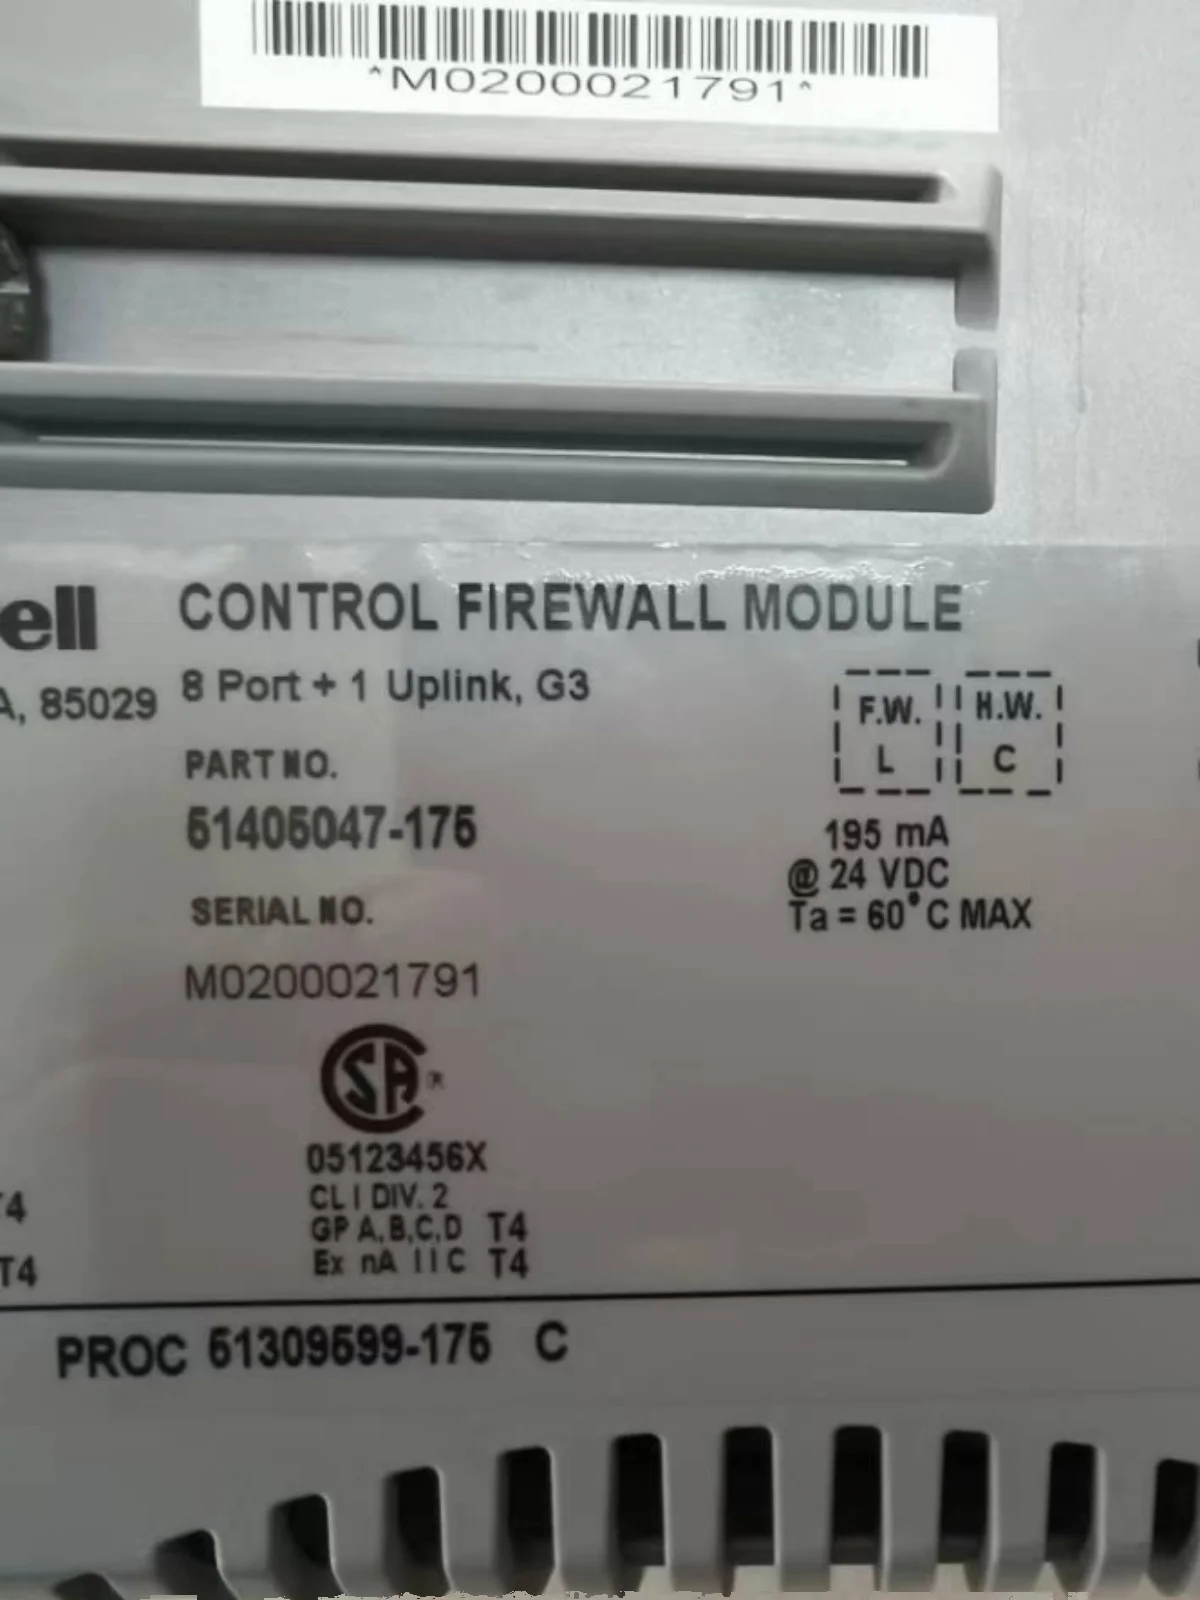 *M0200021791*
ell
CONTROL FIREWALL MODULE
A, 85029
8 Port + 1 Uplink, G3
F.W. H.W.
L C
PART NO.
51405047-175
195 mA
@ 24 VDC
Ta = 60°C MAX
SERIAL NO.
M0200021791
SA
05123456X
CL I DIV. 2
GP A,B,C,D T4
Ex nA IIC T4
T4
T4
PROC 51309599-175 C